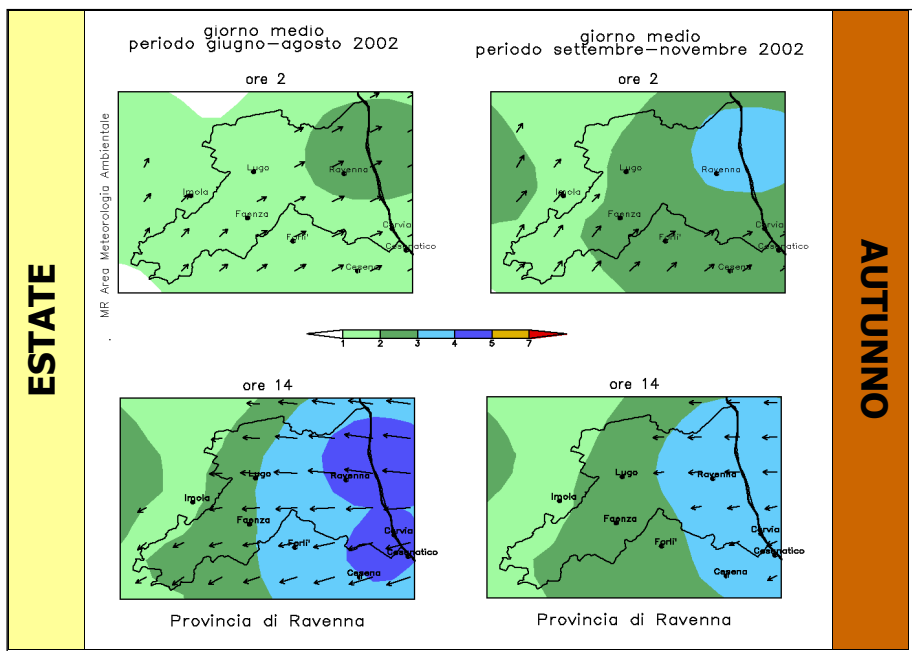 ESTATE
MR Area Meteorologia Ambientale
giorno medio
periodo giugno-agosto 2002
ore 2
Lugo
Ravenna
Imola
Faenza
Cervia
Forli'
Cesenatico
Cesena
giorno medio
periodo settembre-novembre 2002
ore 2
Lugo
Ravenna
Imola
Faenza
Cervia
Forli'
Cesenatico
Cesena
1 2 3 4 5 7
ore 14
Lugo
Ravenna
Imola
Faenza
Cervia
Forli'
Cesenatico
Cesena
Provincia di Ravenna
ore 14
Lugo
Ravenna
Imola
Faenza
Cervia
Forli'
Cesenatico
Cesena
Provincia di Ravenna
AUTUNNO